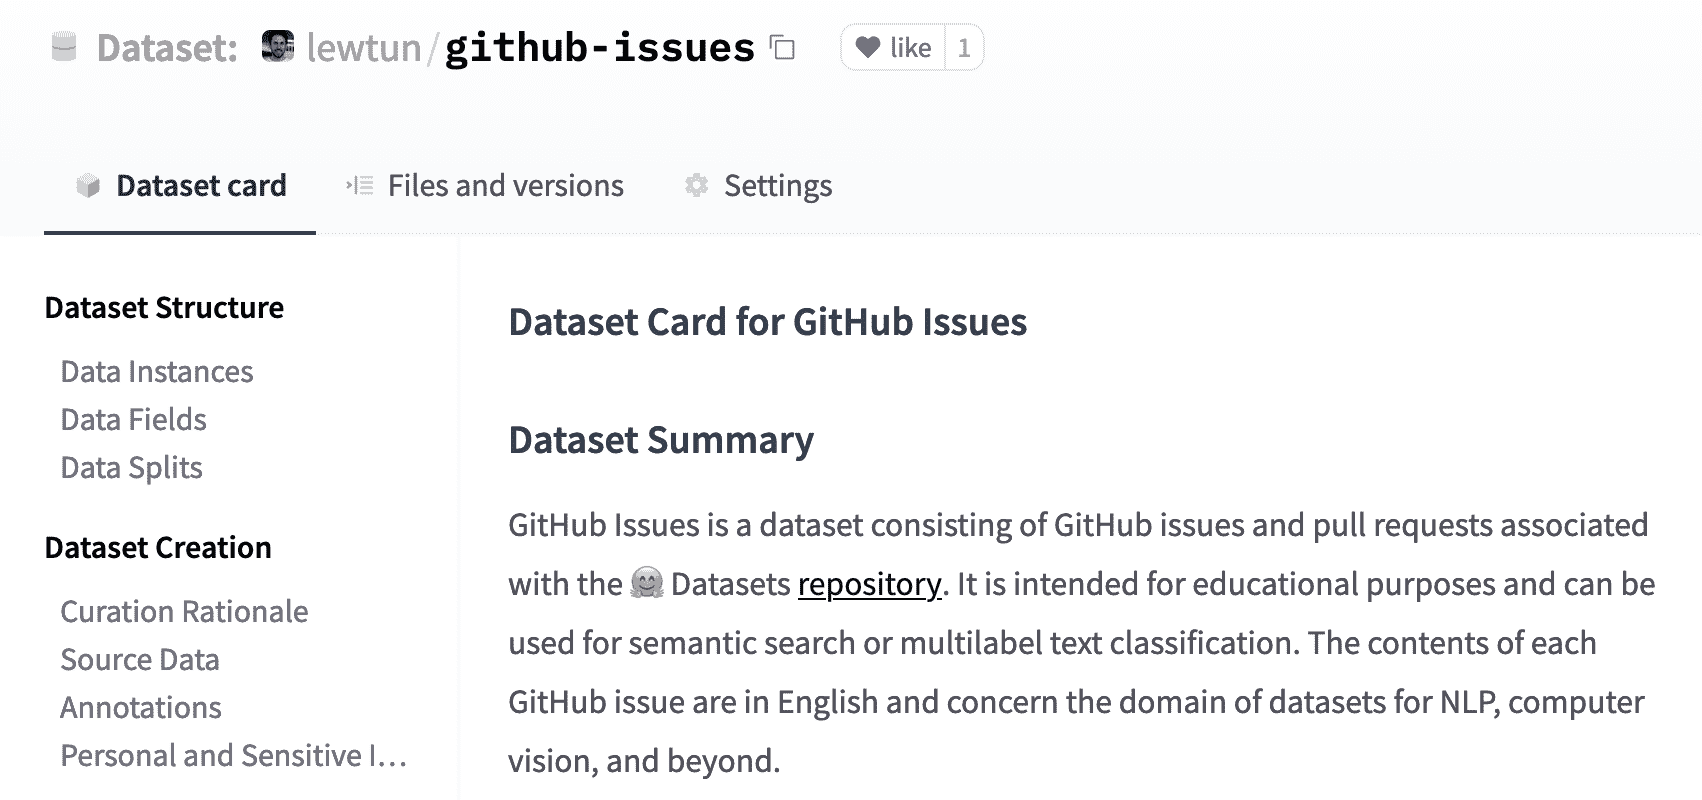 Dataset: lewtun/github-issues like 1
Dataset card Files and versions Settings
Dataset Structure
Data Instances
Data Fields
Data Splits
Dataset Creation
Curation Rationale
Source Data
Annotations
Personal and Sensitive I...
Dataset Card for GitHub Issues
Dataset Summary
GitHub Issues is a dataset consisting of GitHub issues and pull requests associated
with the 🤗 Datasets repository. It is intended for educational purposes and can be
used for semantic search or multilabel text classification. The contents of each
GitHub issue are in English and concern the domain of datasets for NLP, computer
vision, and beyond.